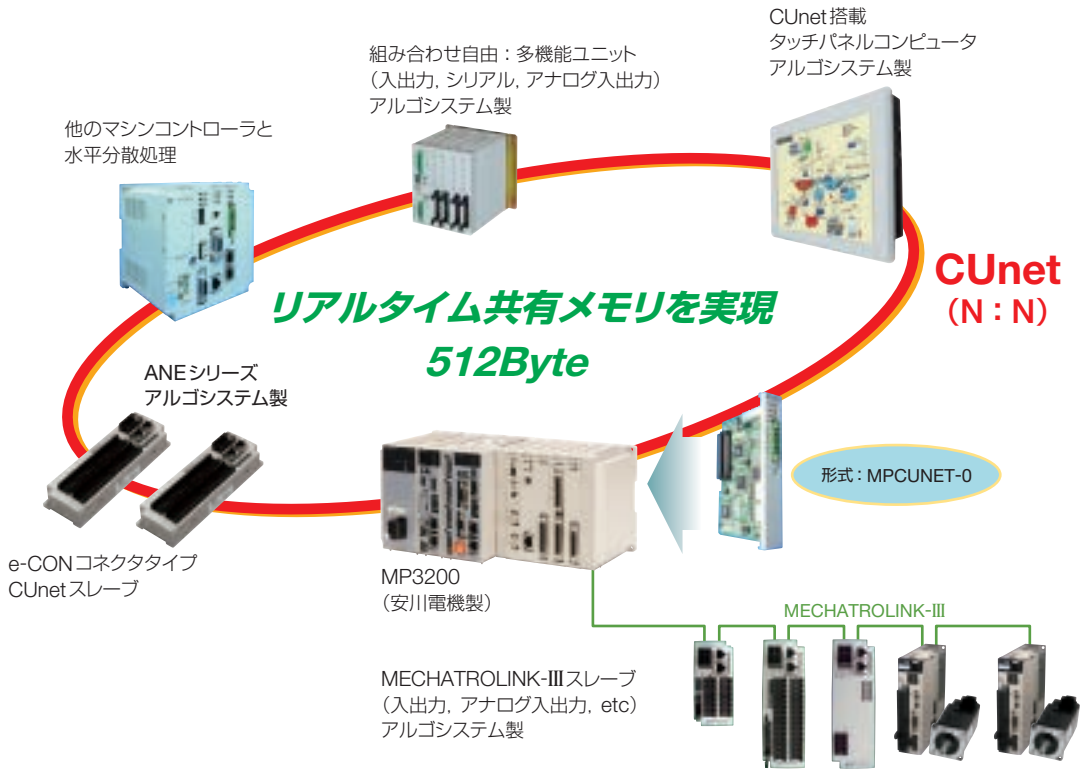 CUnet搭載
タッチパネルコンピュータ
アルゴシステム製
組み合わせ自由：多機能ユニット
（入出力, シリアル, アナログ入出力）
アルゴシステム製
他のマシンコントローラと
水平分散処理
CUnet
（N：N）
リアルタイム共有メモリを実現
512Byte
ANEシリーズ
アルゴシステム製
形式：MPCUNET-0
e-CONコネクタタイプ
CUnetスレーブ
MP3200
（安川電機製）
MECHATROLINK-III
MECHATROLINK-IIIスレーブ
（入出力, アナログ入出力, etc）
アルゴシステム製